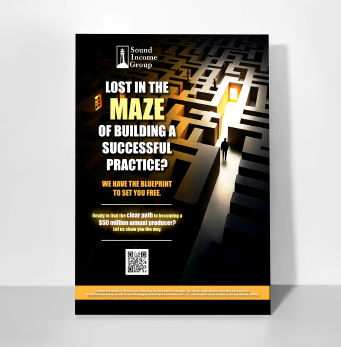 Sound
Income
Group
LOST IN THE
MAZE
OF BUILDING A
SUCCESSFUL
PRACTICE?
WE HAVE THE BLUEPRINT
TO SET YOU FREE.
Ready to find the clear path to becoming a
$50 million annual producer?
Let us show you the way.